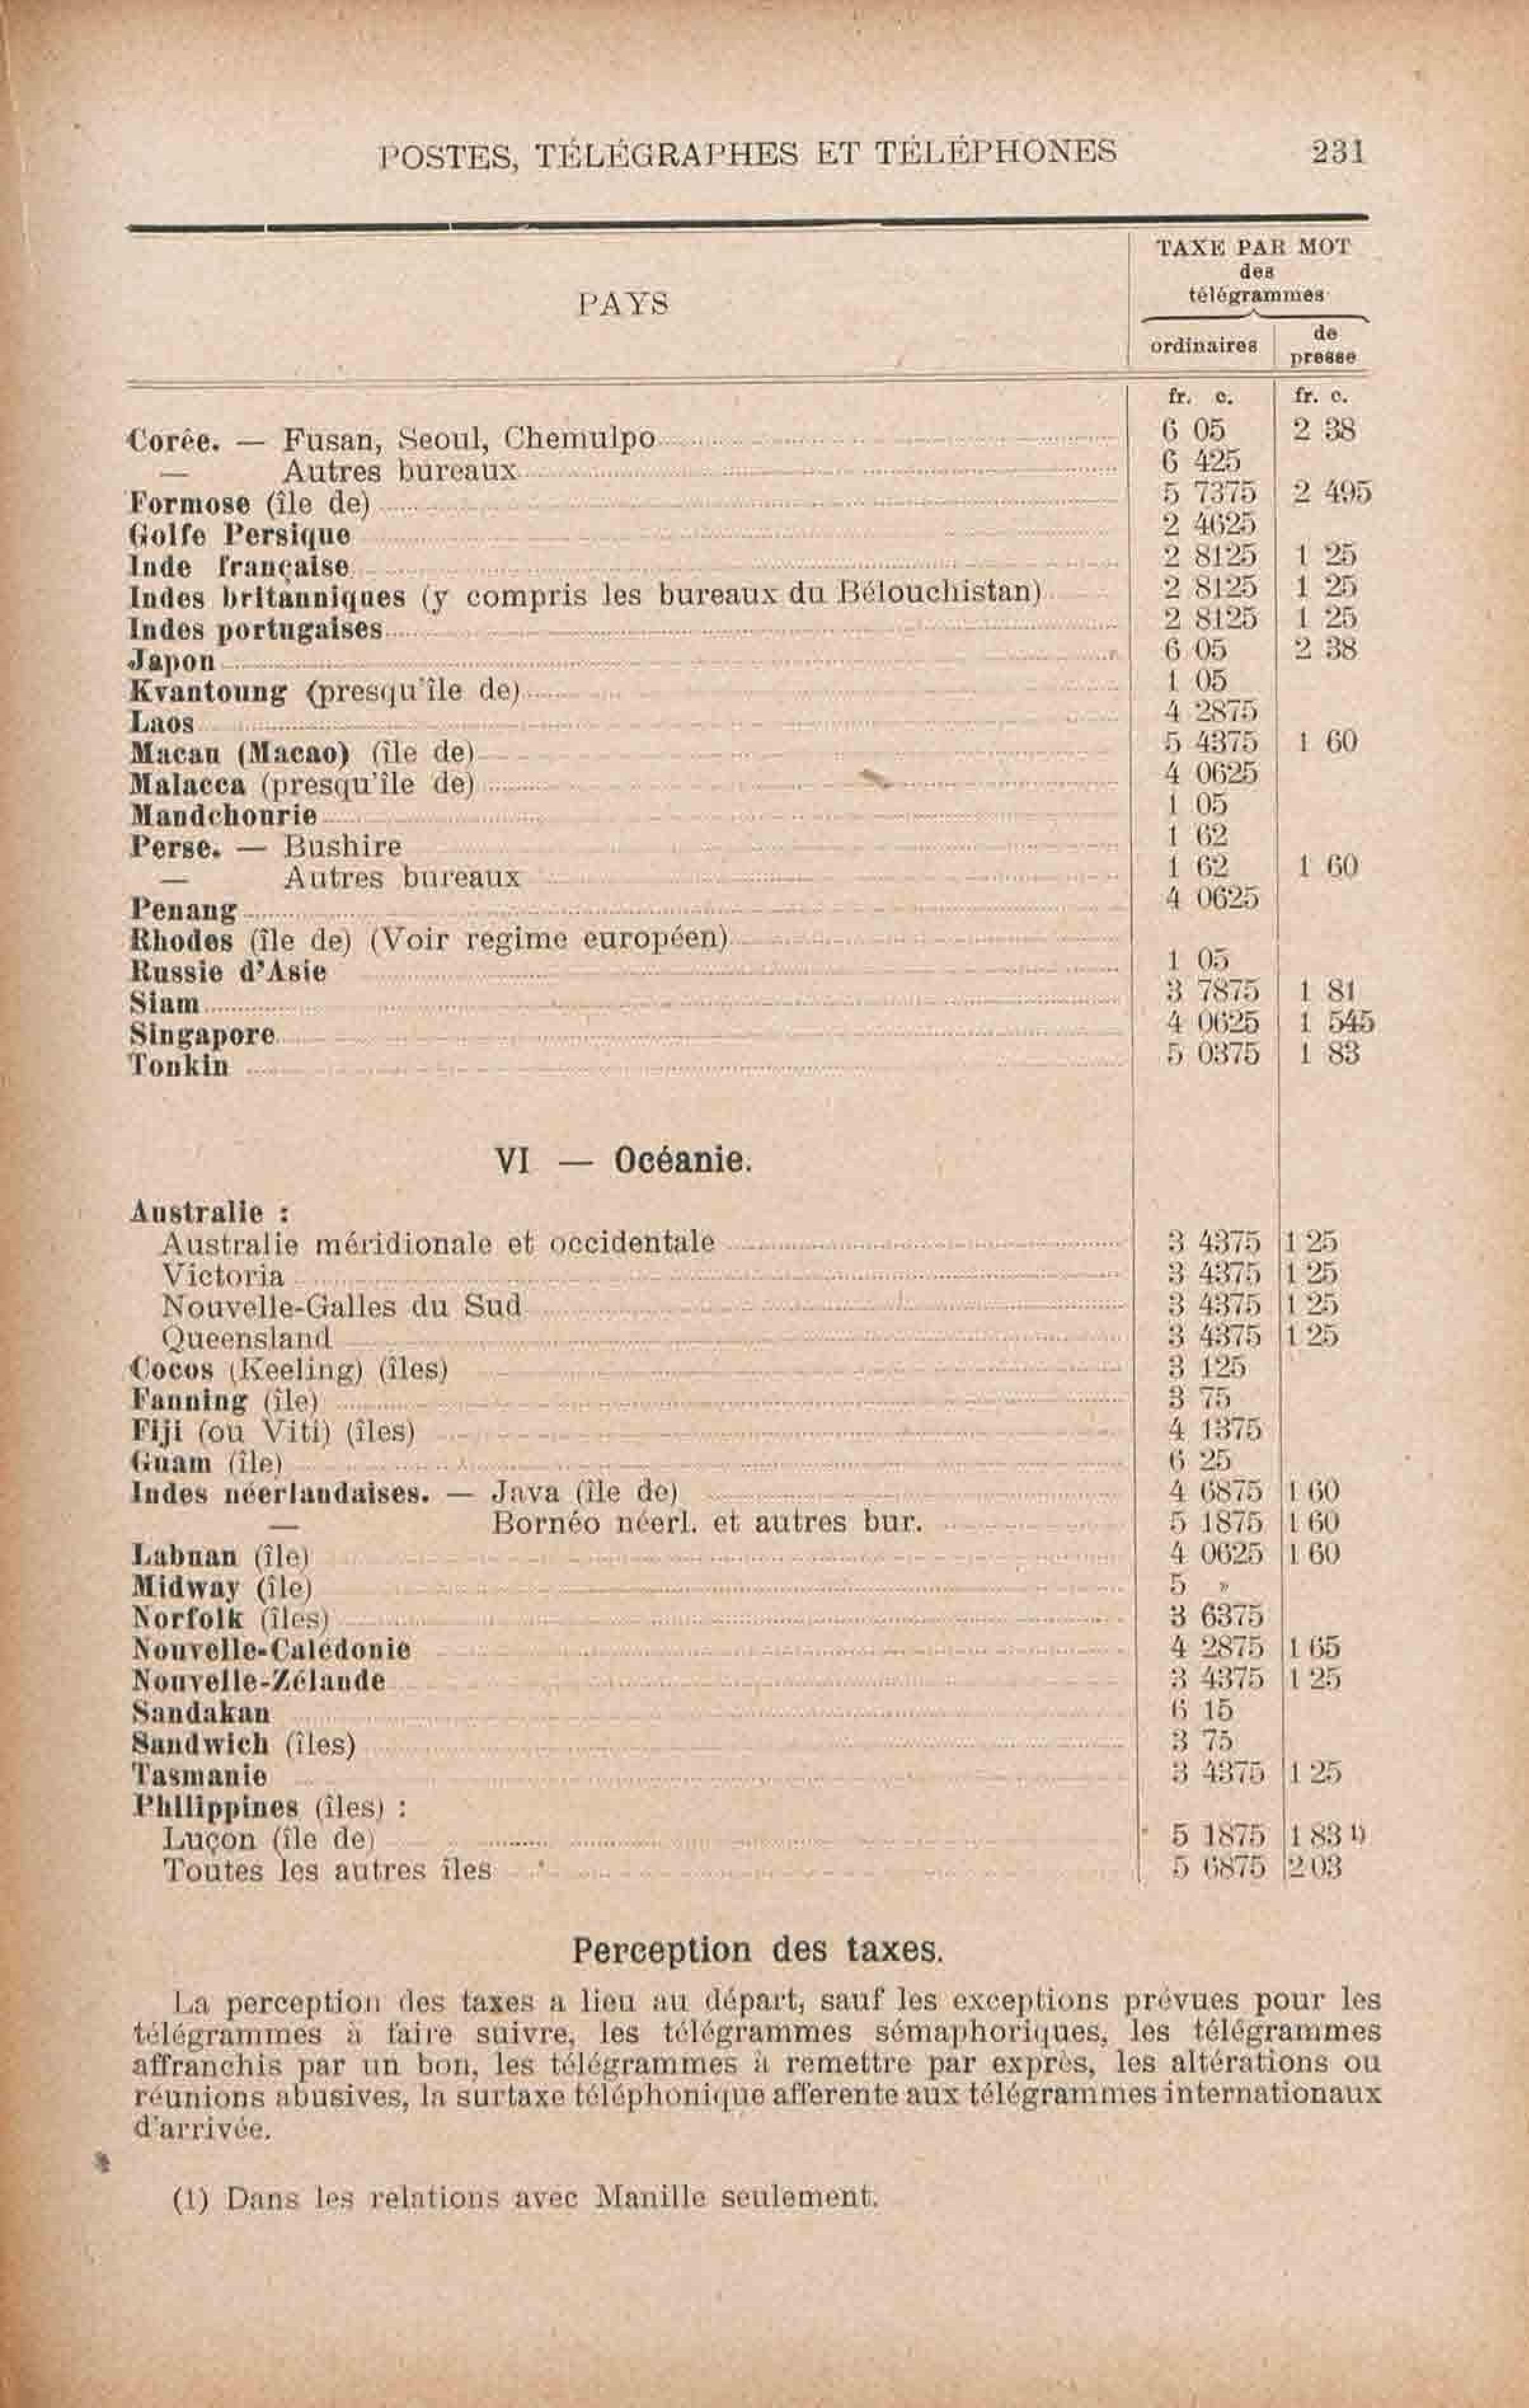 POSTES, TÉLÉGRAPHES ET TÉLÉPHONES 231
PAYS
TAXE PAR MOT
des
télégrammes
ordinaires
de
presse
fr. c. fr. c.
Corée. — Fusan, Seoul, Chemulpo 6 05 2 38
— Autres bureaux 6 425
Formose (île de) 5 7375 2 495
Golfe Persique 2 4625
Inde française 2 8125 1 25
Indes britanniques (y compris les bureaux du Bélouchistan) 2 8125 1 25
Indes portugaises 2 8125 1 25
Japon 6 05 2 38
Kvantoung (presqu'île de) 1 05
Laos 4 2875
Macau (Macao) (île de) 5 4375 1 60
Malacca (presqu'île de) 4 0625
Mandchourie 1 05
Perse. — Bushire 1 62
— Autres bureaux 1 62 1 60
Penang 4 0625
Rhodes (île de) (Voir regime européen)
Russie d'Asie 1 05
Siam 3 7875 1 81
Singapore 4 0625 1 545
Tonkin 5 0375 1 83
VI — Océanie.
Australie :
Australie méridionale et occidentale 3 4375 1 25
Victoria 3 4375 1 25
Nouvelle-Galles du Sud 3 4375 1 25
Queensland 3 4375 1 25
Cocos (Keeling) (îles) 3 125
Fanning (île) 3 75
Fiji (ou Viti) (îles) 4 1375
Guam (île) 6 25
Indes néerlandaises. — Java (île de) 4 6875 1 60
— Bornéo néerl. et autres bur. 5 1875 1 60
Labuan (île) 4 0625 1 60
Midway (île) 5 »
Norfolk (îles) 3 6375
Nouvelle-Calédonie 4 2875 1 65
Nouvelle-Zélande 3 4375 1 25
Sandakan 6 15
Sandwich (îles) 3 75
Tasmanie 3 4375 1 25
Philippines (îles) :
Luçon (île de) 5 1875 1 83 1)
Toutes les autres îles 5 6875 2 03
Perception des taxes.
La perception des taxes a lieu au départ, sauf les exceptions prévues pour les
télégrammes à faire suivre, les télégrammes sémaphoriques, les télégrammes
affranchis par un bon, les télégrammes à remettre par exprès, les altérations ou
réunions abusives, la surtaxe téléphonique afferente aux télégrammes internationaux
d'arrivée.
(1) Dans les relations avec Manille seulement.